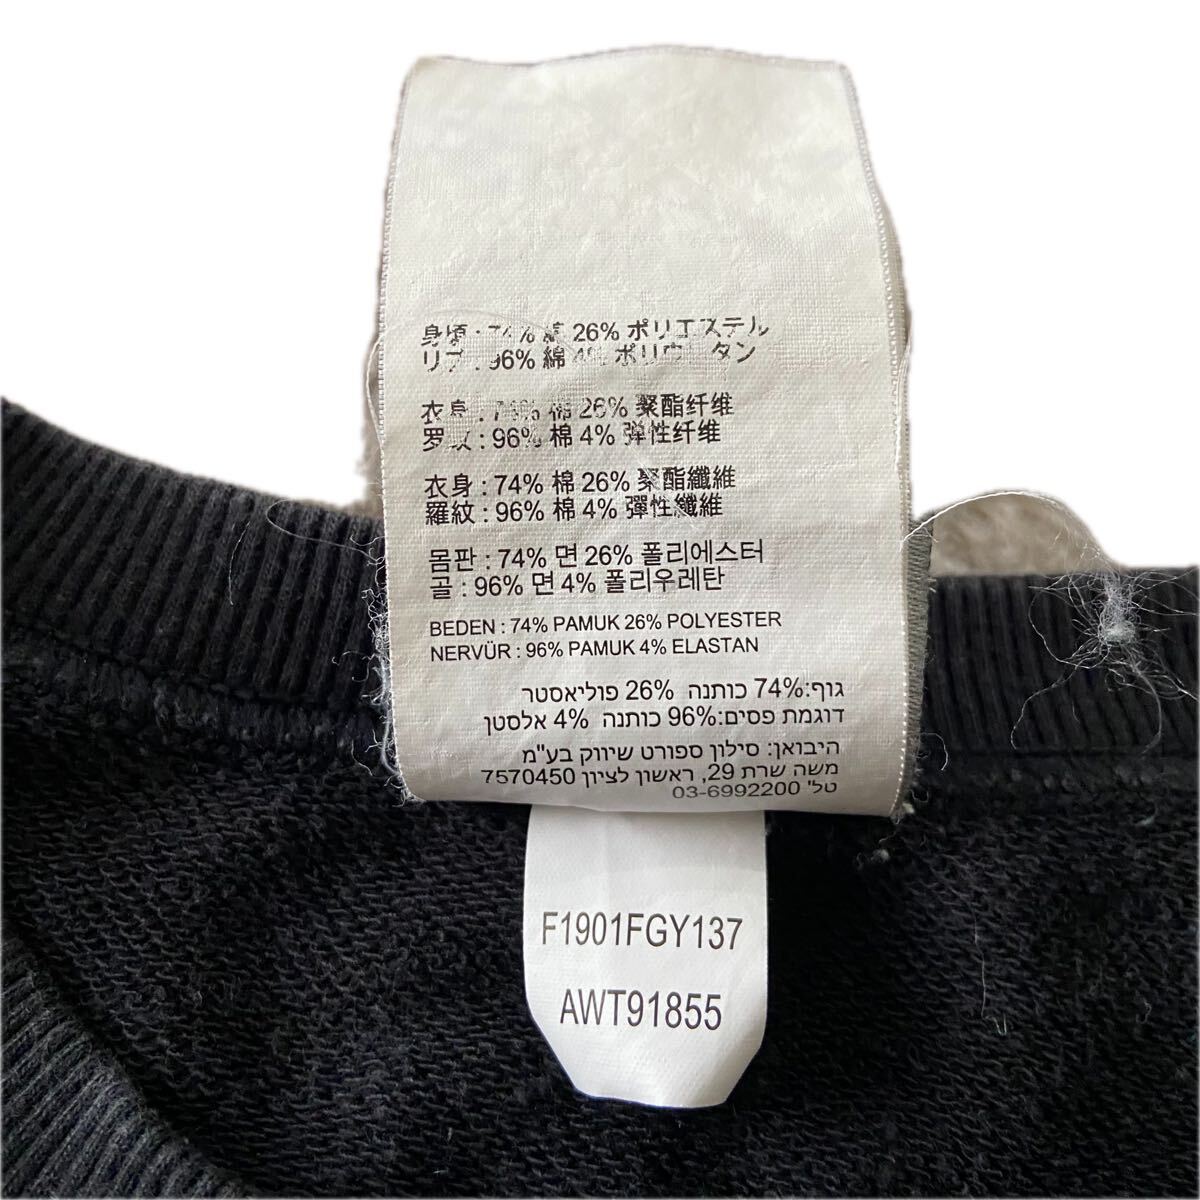 身頃 : 74% 綿 26% ポリエステル
リブ : 96% 綿 4% ポリウレタン
衣身 : 74% 棉 26% 聚酯纤维
罗纹 : 96% 棉 4% 弹性纤维
衣身 : 74% 棉 26% 聚酯纖維
羅紋 : 96% 棉 4% 彈性纖維
몸판 : 74% 면 26% 폴리에스터
골 : 96% 면 4% 폴리우레탄
BEDEN : 74% PAMUK 26% POLYESTER
NERVÜR : 96% PAMUK 4% ELASTAN
גוף:74% כותנה 26% פוליאסטר
דוגמת פסים:96% כותנה 4% אלסטן
היבואן: סילון ספורט שיווק בע"מ
משה שרת 29, ראשון לציון 7570450
טל' 03-6992200
F1901FGY137
AWT91855